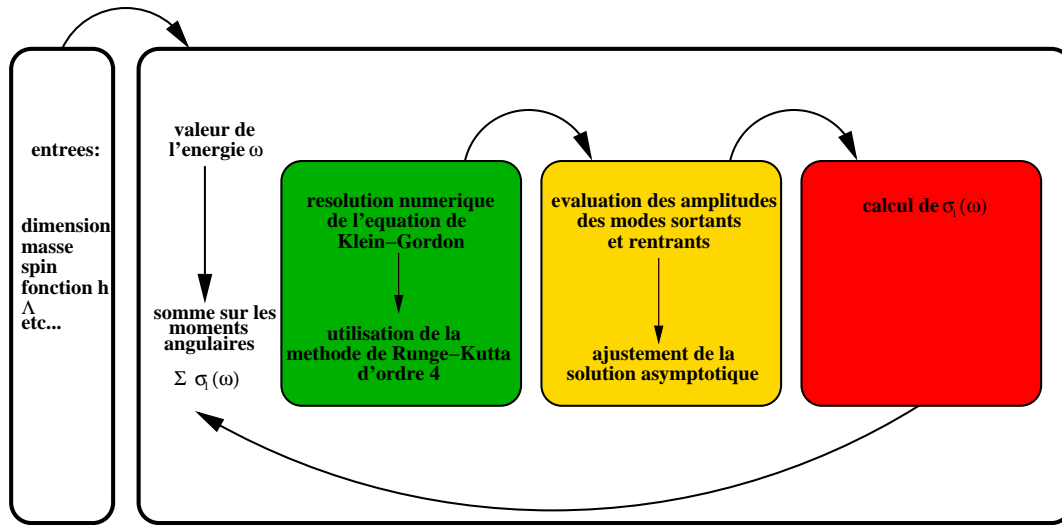 entrees:
dimension
masse
spin
fonction h
Λ
etc...
valeur de
l'energie ω
somme sur les
moments
angulaires
Σ σl(ω)
resolution numerique
de l'equation de
Klein–Gordon
utilisation de la
methode de Runge–Kutta
d'ordre 4
evaluation des amplitudes
des modes sortants
et rentrants
ajustement de la
solution asymptotique
calcul de σl(ω)